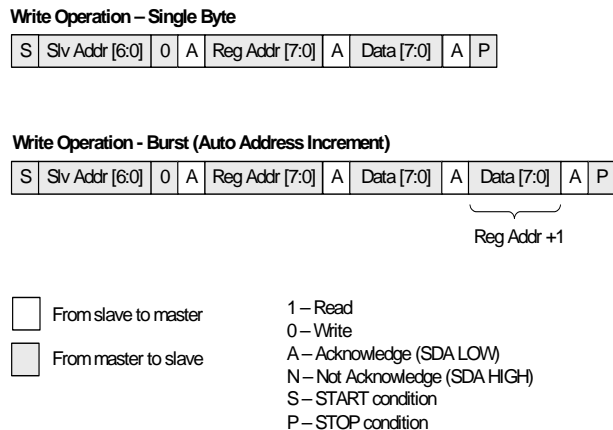 Write Operation – Single Byte
S Slv Addr [6:0] 0 A Reg Addr [7:0] A Data [7:0] A P
Write Operation - Burst (Auto Address Increment)
S Slv Addr [6:0] 0 A Reg Addr [7:0] A Data [7:0] A Data [7:0] A P
Reg Addr +1
From slave to master
From master to slave
1 – Read
0 – Write
A – Acknowledge (SDA LOW)
N – Not Acknowledge (SDA HIGH)
S – START condition
P – STOP condition